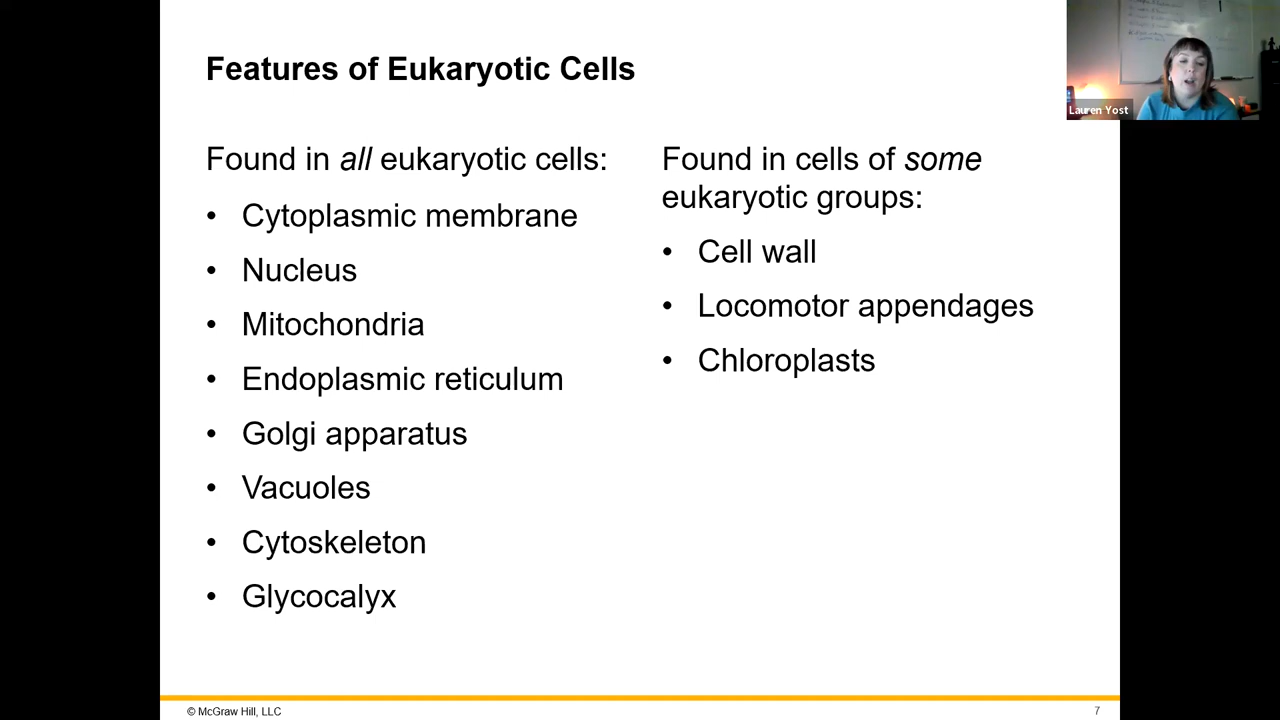 Features of Eukaryotic Cells
Lauren Yost
Found in all eukaryotic cells:
• Cytoplasmic membrane
• Nucleus
• Mitochondria
• Endoplasmic reticulum
• Golgi apparatus
• Vacuoles
• Cytoskeleton
• Glycocalyx
Found in cells of some
eukaryotic groups:
• Cell wall
• Locomotor appendages
• Chloroplasts
© McGraw Hill, LLC
7